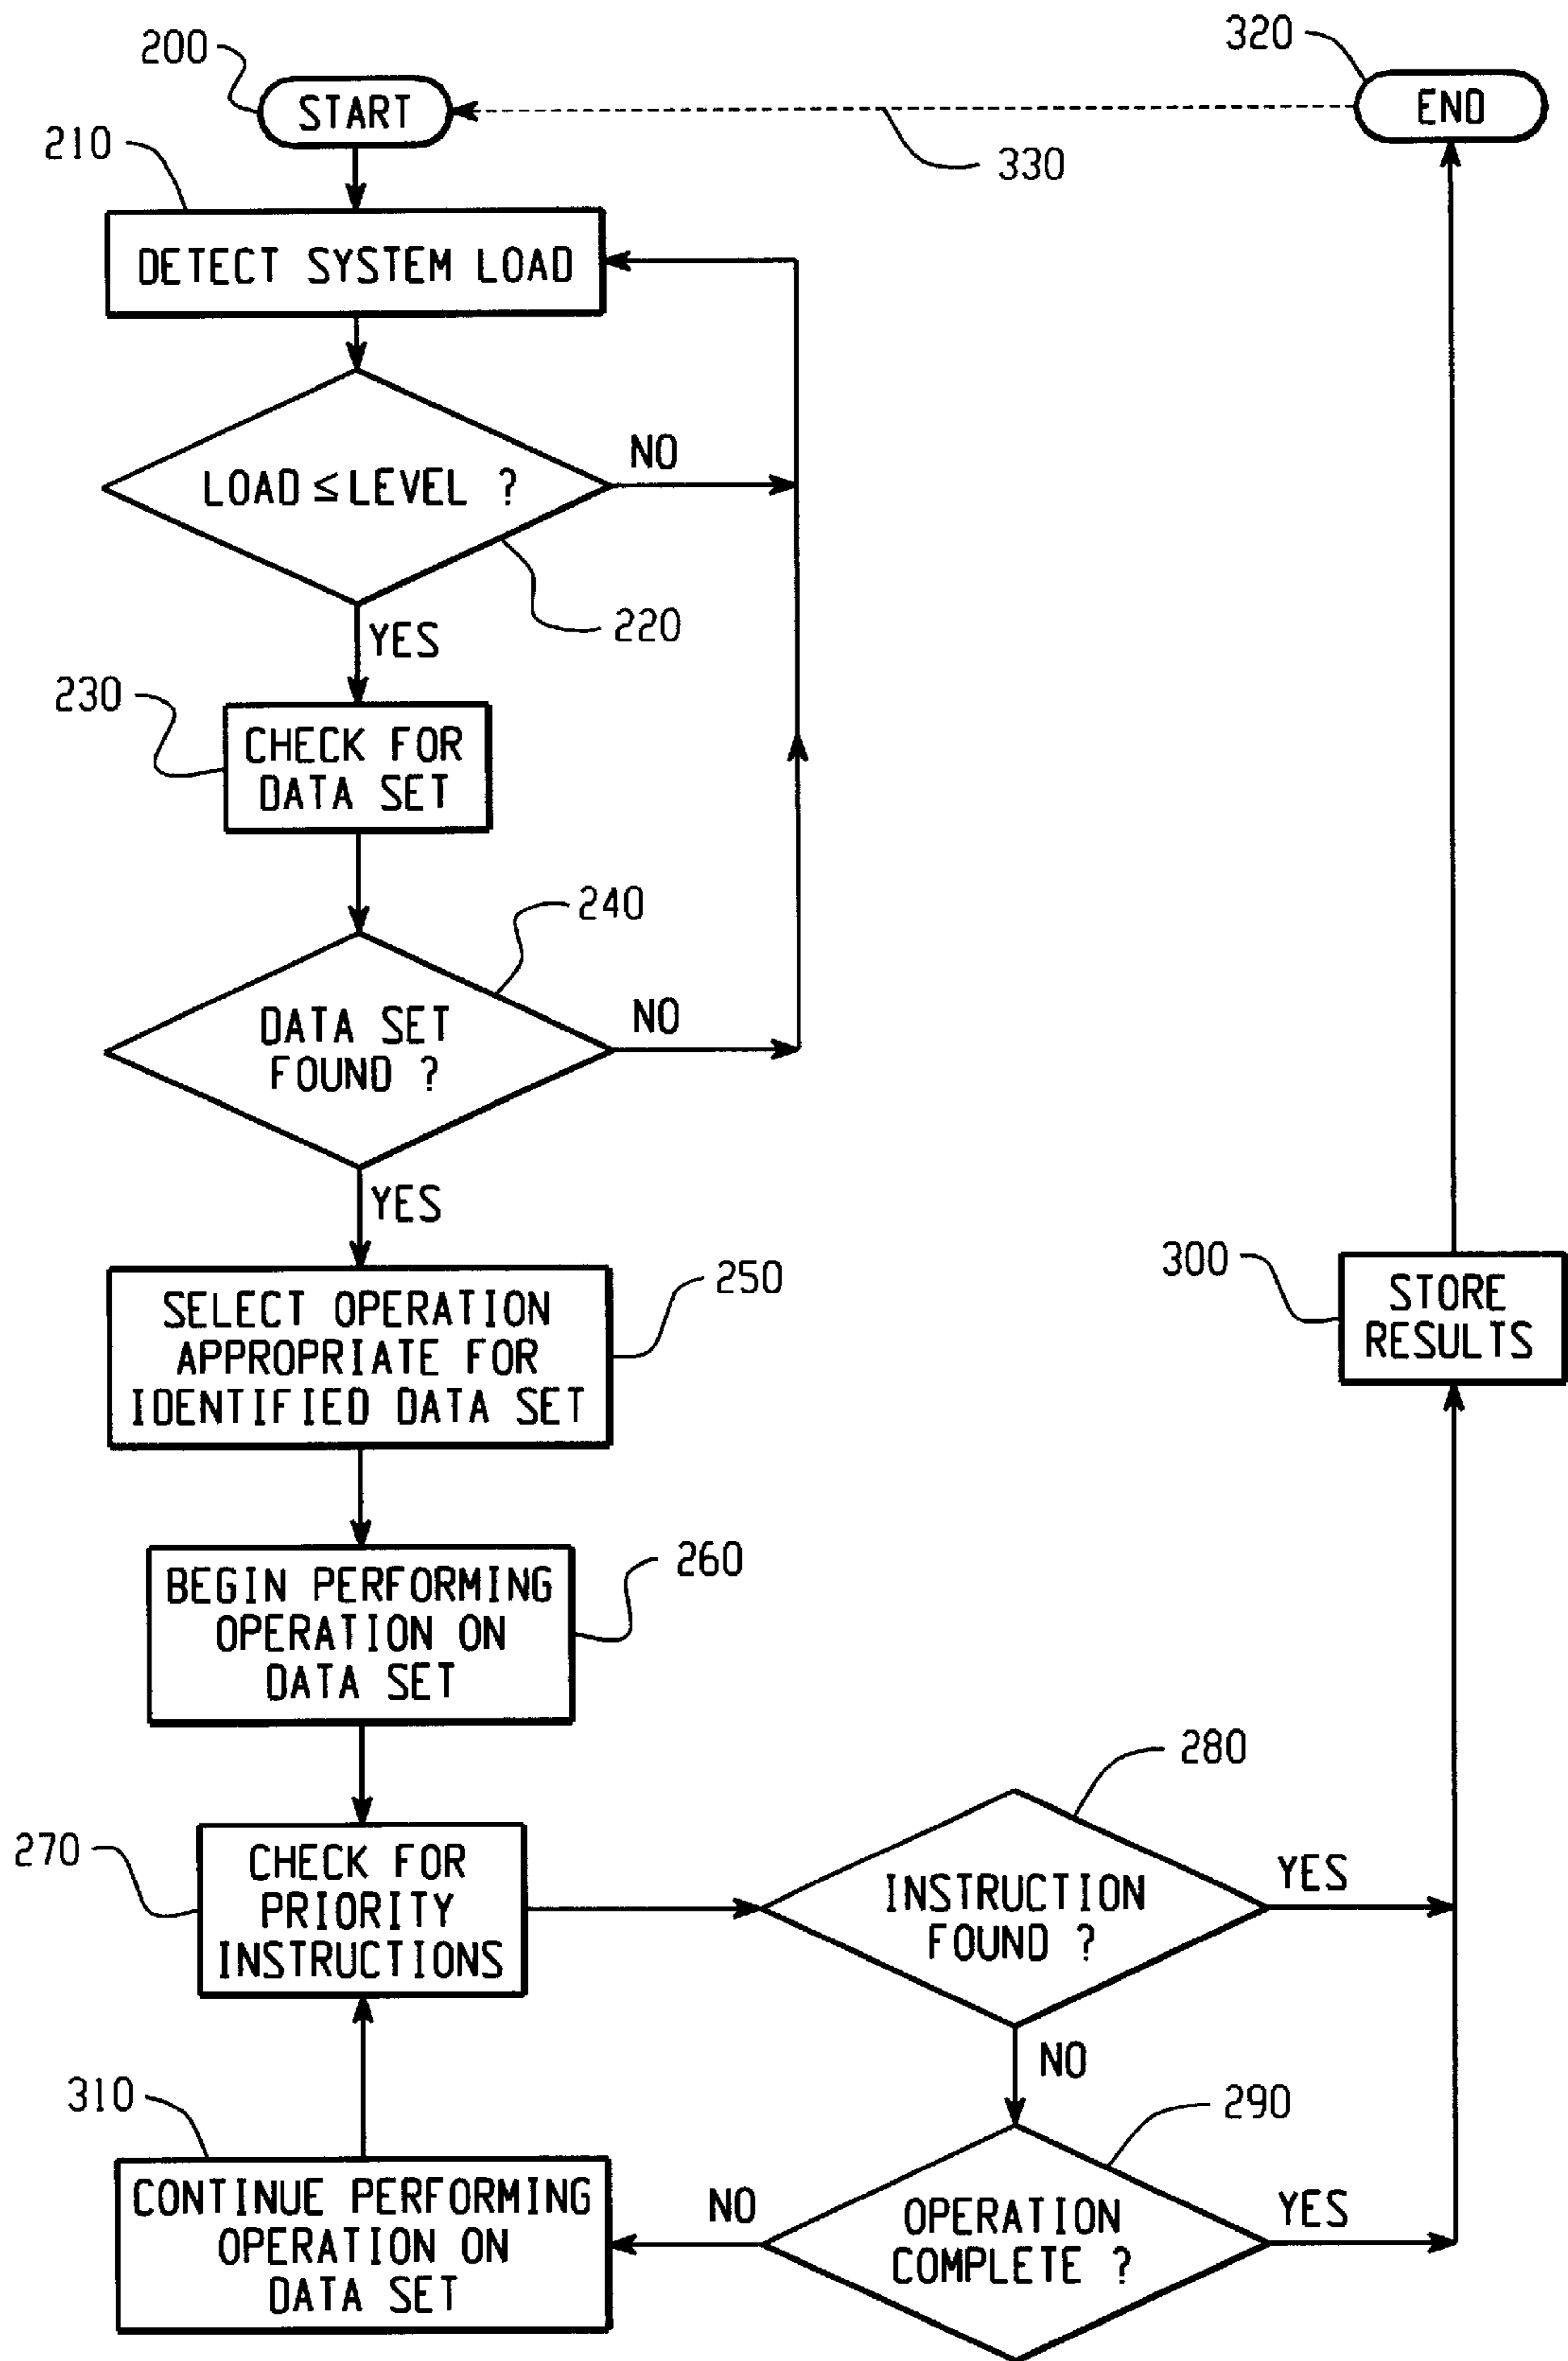 200
START
320
END
330
210
DETECT SYSTEM LOAD
LOAD ≤ LEVEL ?
NO
220
YES
230
CHECK FOR
DATA SET
240
DATA SET
FOUND ?
NO
YES
250
SELECT OPERATION
APPROPRIATE FOR
IDENTIFIED DATA SET
300
STORE
RESULTS
260
BEGIN PERFORMING
OPERATION ON
DATA SET
270
CHECK FOR
PRIORITY
INSTRUCTIONS
280
INSTRUCTION
FOUND ?
YES
NO
290
OPERATION
COMPLETE ?
YES
NO
310
CONTINUE PERFORMING
OPERATION ON
DATA SET